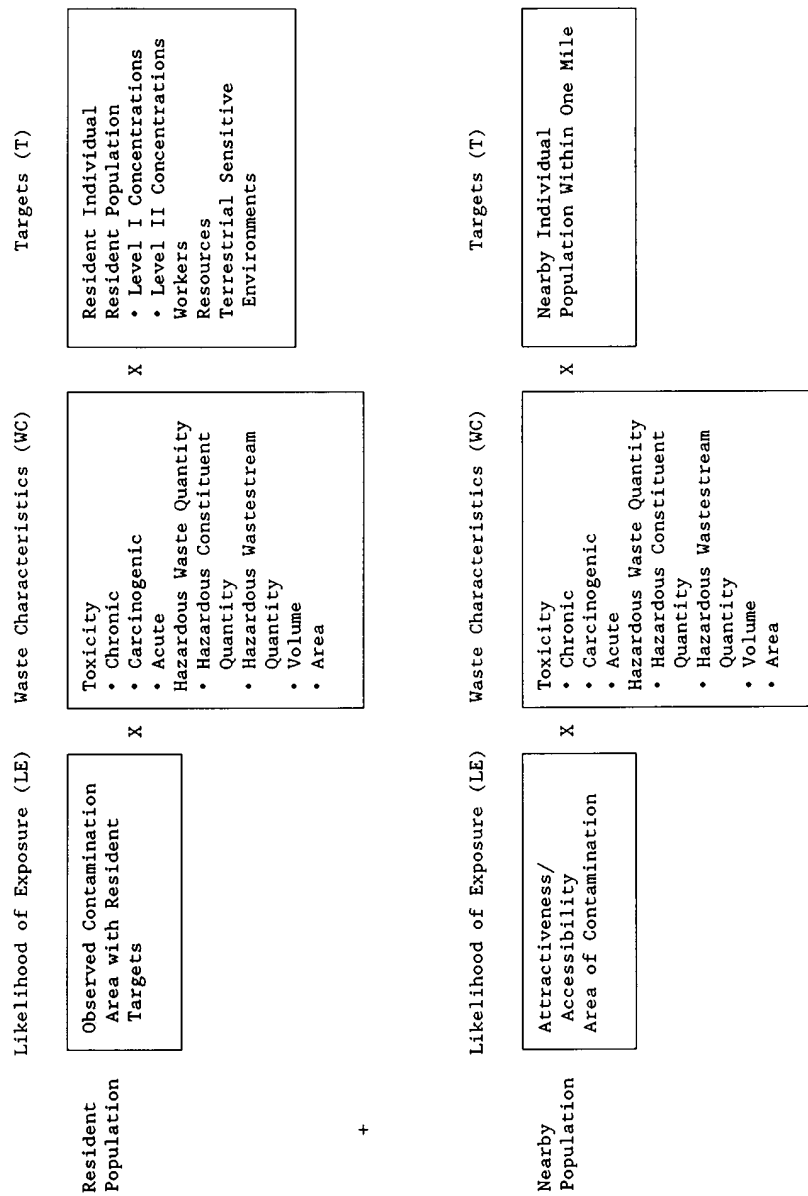 Likelihood of Exposure (LE)
Waste Characteristics (WC)
Targets (T)
Resident
Population
Observed Contamination
Area with Resident
Targets
X
Toxicity
• Chronic
• Carcinogenic
• Acute
Hazardous Waste Quantity
• Hazardous Constituent
Quantity
• Hazardous Wastestream
Quantity
• Volume
• Area
X
Resident Individual
Resident Population
• Level I Concentrations
• Level II Concentrations
Workers
Resources
Terrestrial Sensitive
Environments
+
Likelihood of Exposure (LE)
Waste Characteristics (WC)
Targets (T)
Nearby
Population
Attractiveness/
Accessibility
Area of Contamination
X
Toxicity
• Chronic
• Carcinogenic
• Acute
Hazardous Waste Quantity
• Hazardous Constituent
Quantity
• Hazardous Wastestream
Quantity
• Volume
• Area
X
Nearby Individual
Population Within One Mile